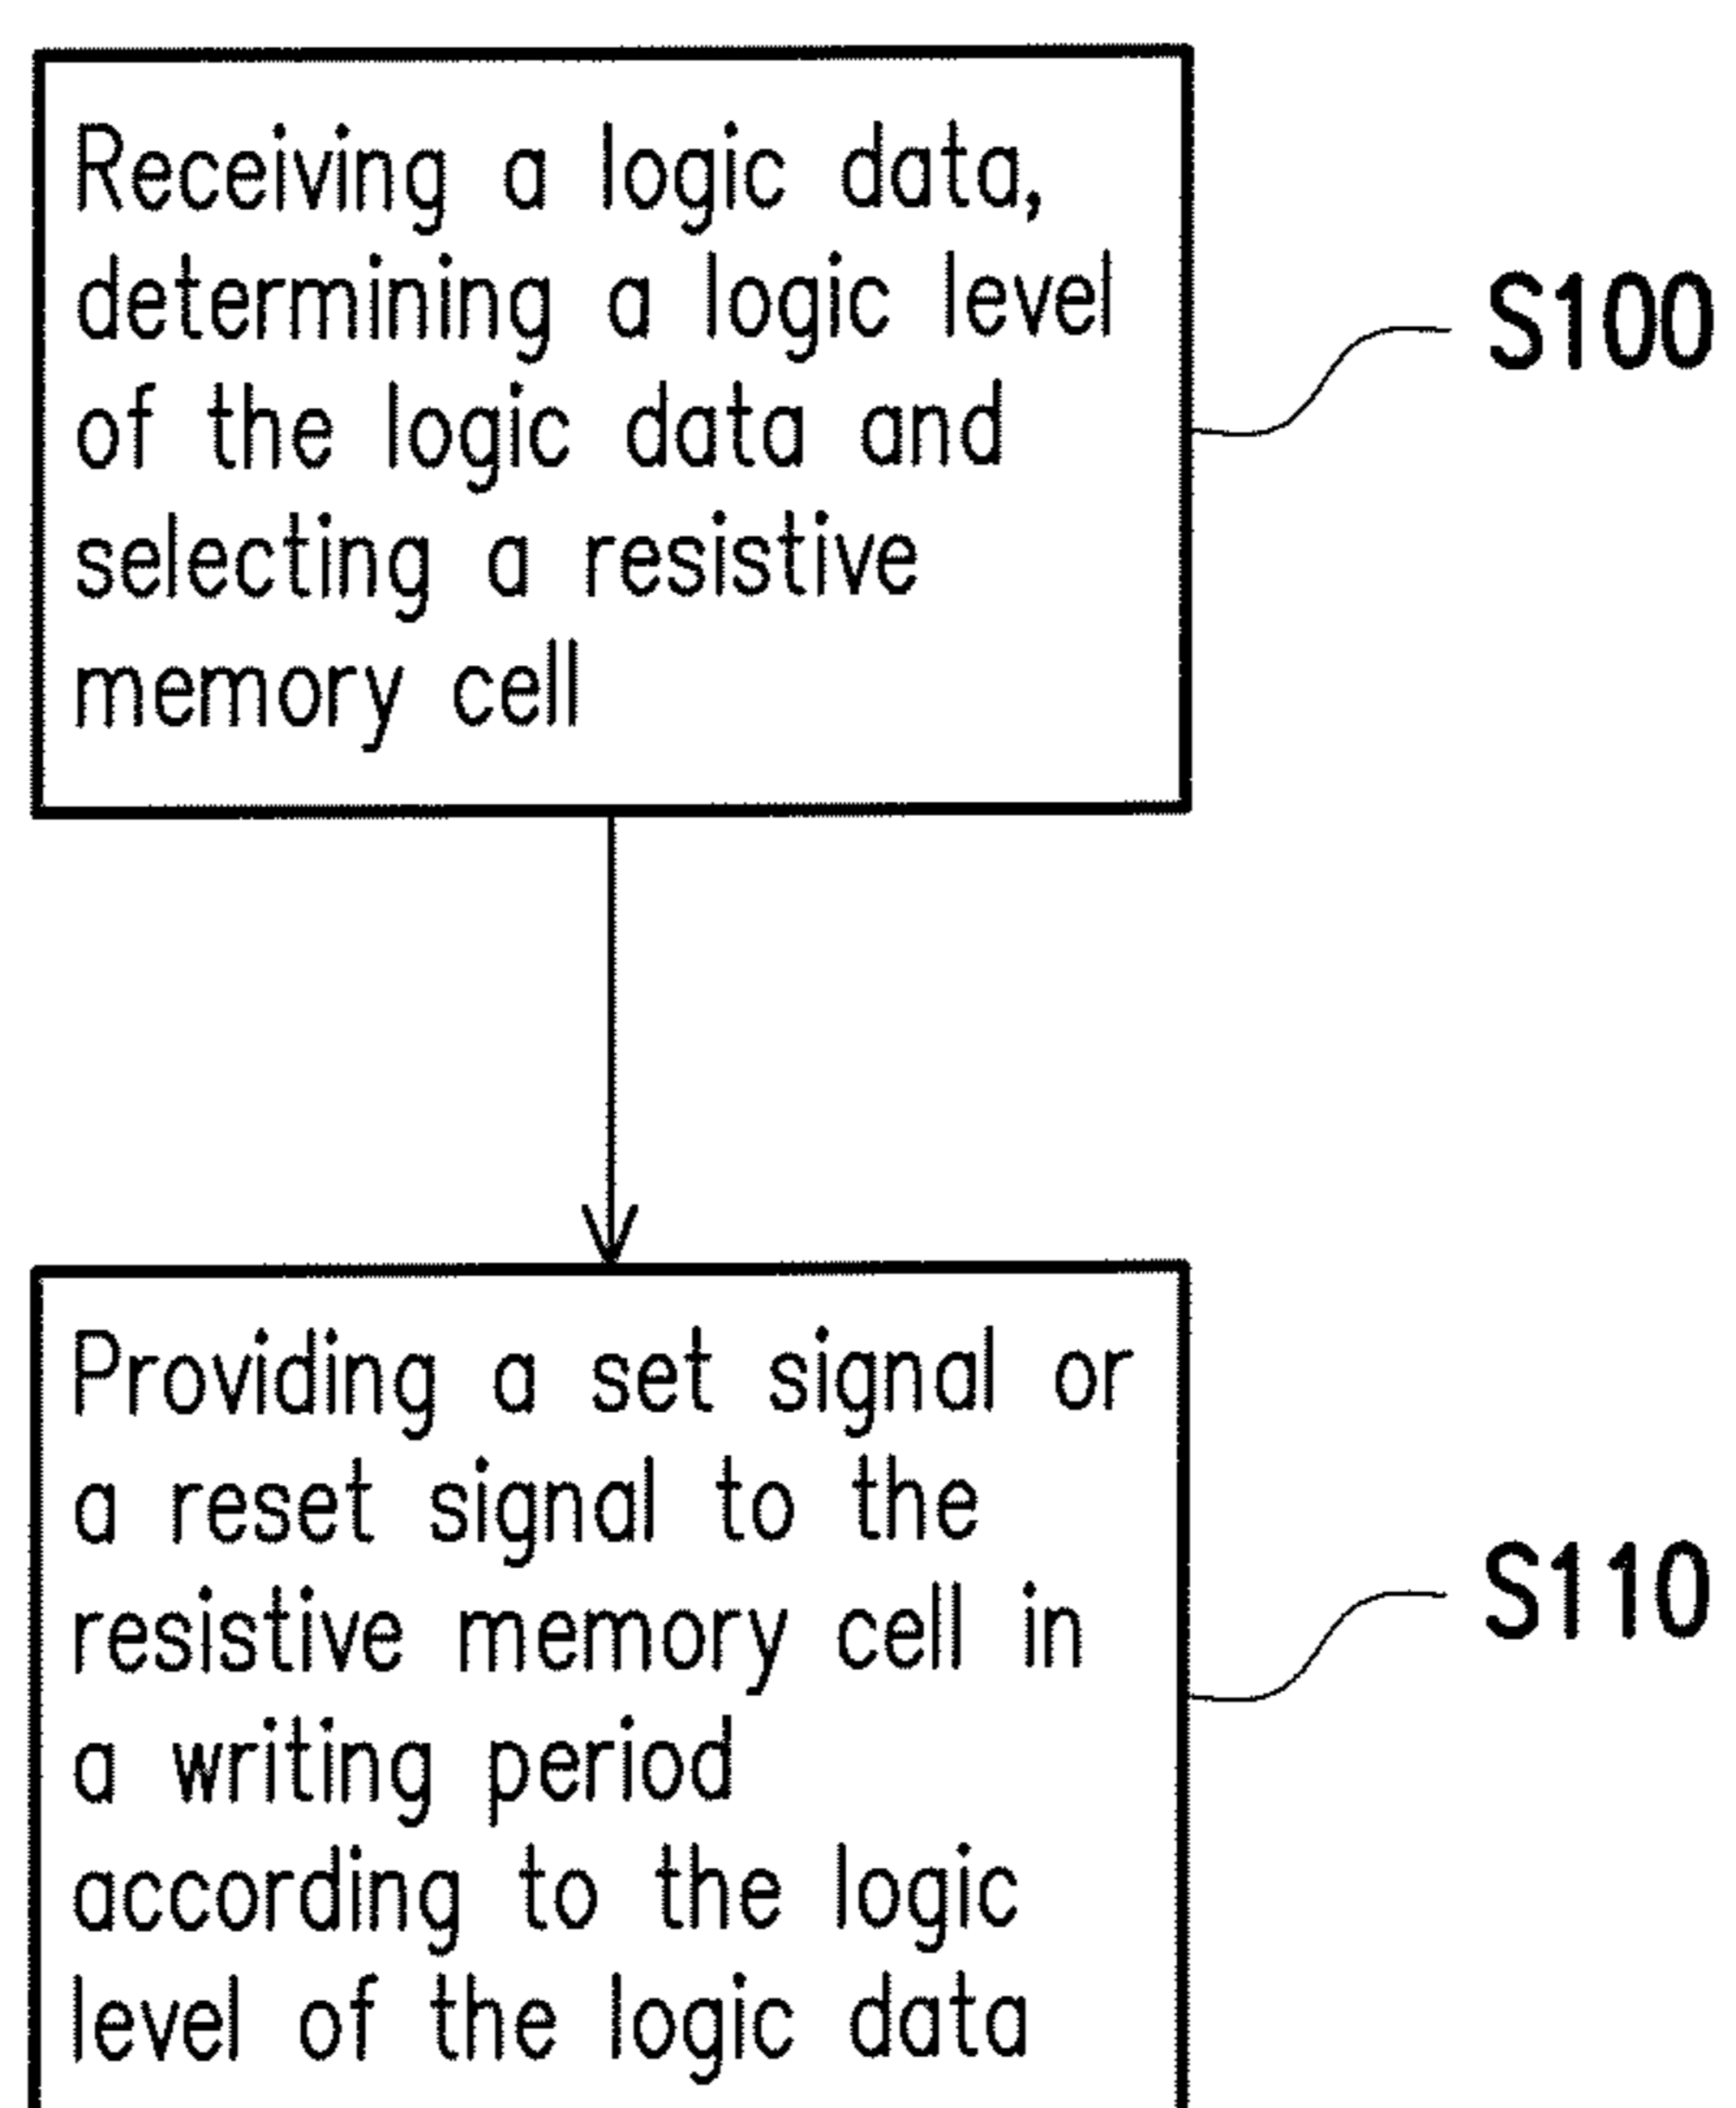 Receiving a logic data,
determining a logic level
of the logic data and
selecting a resistive
memory cell
S100
Providing a set signal or
a reset signal to the
resistive memory cell in
a writing period
according to the logic
level of the logic data
S110